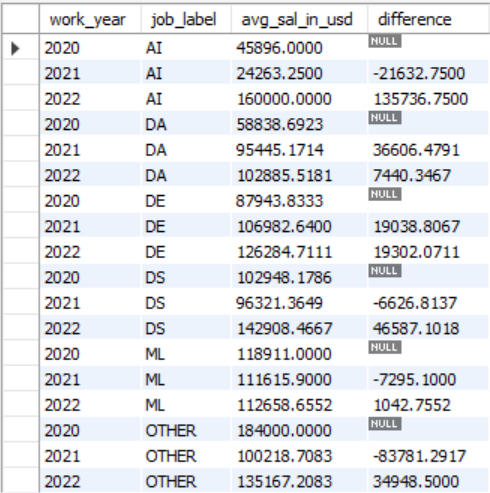 work_year job_label avg_sal_in_usd difference
2020 AI 45896.0000 NULL
2021 AI 24263.2500 -21632.7500
2022 AI 160000.0000 135736.7500
2020 DA 58838.6923 NULL
2021 DA 95445.1714 36606.4791
2022 DA 102885.5181 7440.3467
2020 DE 87943.8333 NULL
2021 DE 106982.6400 19038.8067
2022 DE 126284.7111 19302.0711
2020 DS 102948.1786 NULL
2021 DS 96321.3649 -6626.8137
2022 DS 142908.4667 46587.1018
2020 ML 118911.0000 NULL
2021 ML 111615.9000 -7295.1000
2022 ML 112658.6552 1042.7552
2020 OTHER 184000.0000 NULL
2021 OTHER 100218.7083 -83781.2917
2022 OTHER 135167.2083 34948.5000